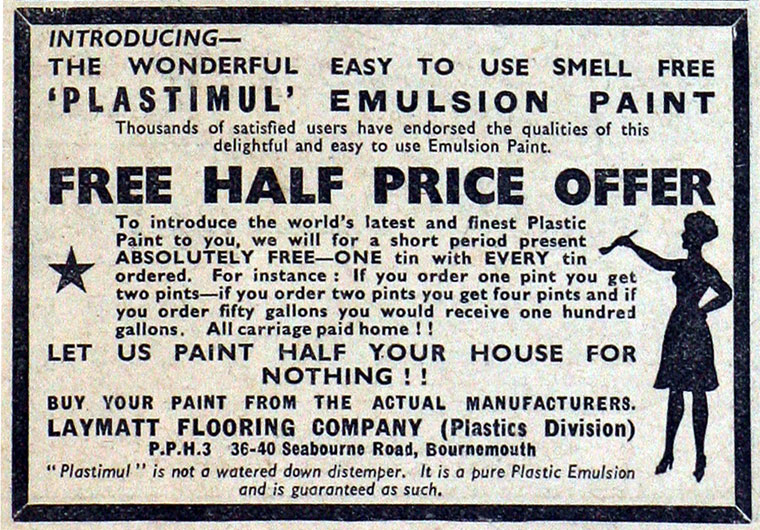 INTRODUCING—
THE WONDERFUL EASY TO USE SMELL FREE
'PLASTIMUL' EMULSION PAINT
Thousands of satisfied users have endorsed the qualities of this
delightful and easy to use Emulsion Paint.
FREE HALF PRICE OFFER
To introduce the world's latest and finest Plastic
Paint to you, we will for a short period present
ABSOLUTELY FREE—ONE tin with EVERY tin
ordered. For instance : If you order one pint you get
two pints—if you order two pints you get four pints and if
you order fifty gallons you would receive one hundred
gallons. All carriage paid home ! !
LET US PAINT HALF YOUR HOUSE FOR
NOTHING ! !
BUY YOUR PAINT FROM THE ACTUAL MANUFACTURERS.
LAYMATT FLOORING COMPANY (Plastics Division)
P.P.H.3 36-40 Seabourne Road, Bournemouth
"Plastimul" is not a watered down distemper. It is a pure Plastic Emulsion
and is guaranteed as such.